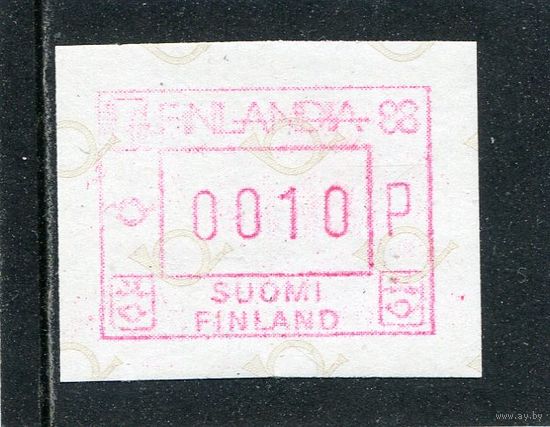 FINLANDIA 88
0010 P
SUOMI
FINLAND
www.ay.by